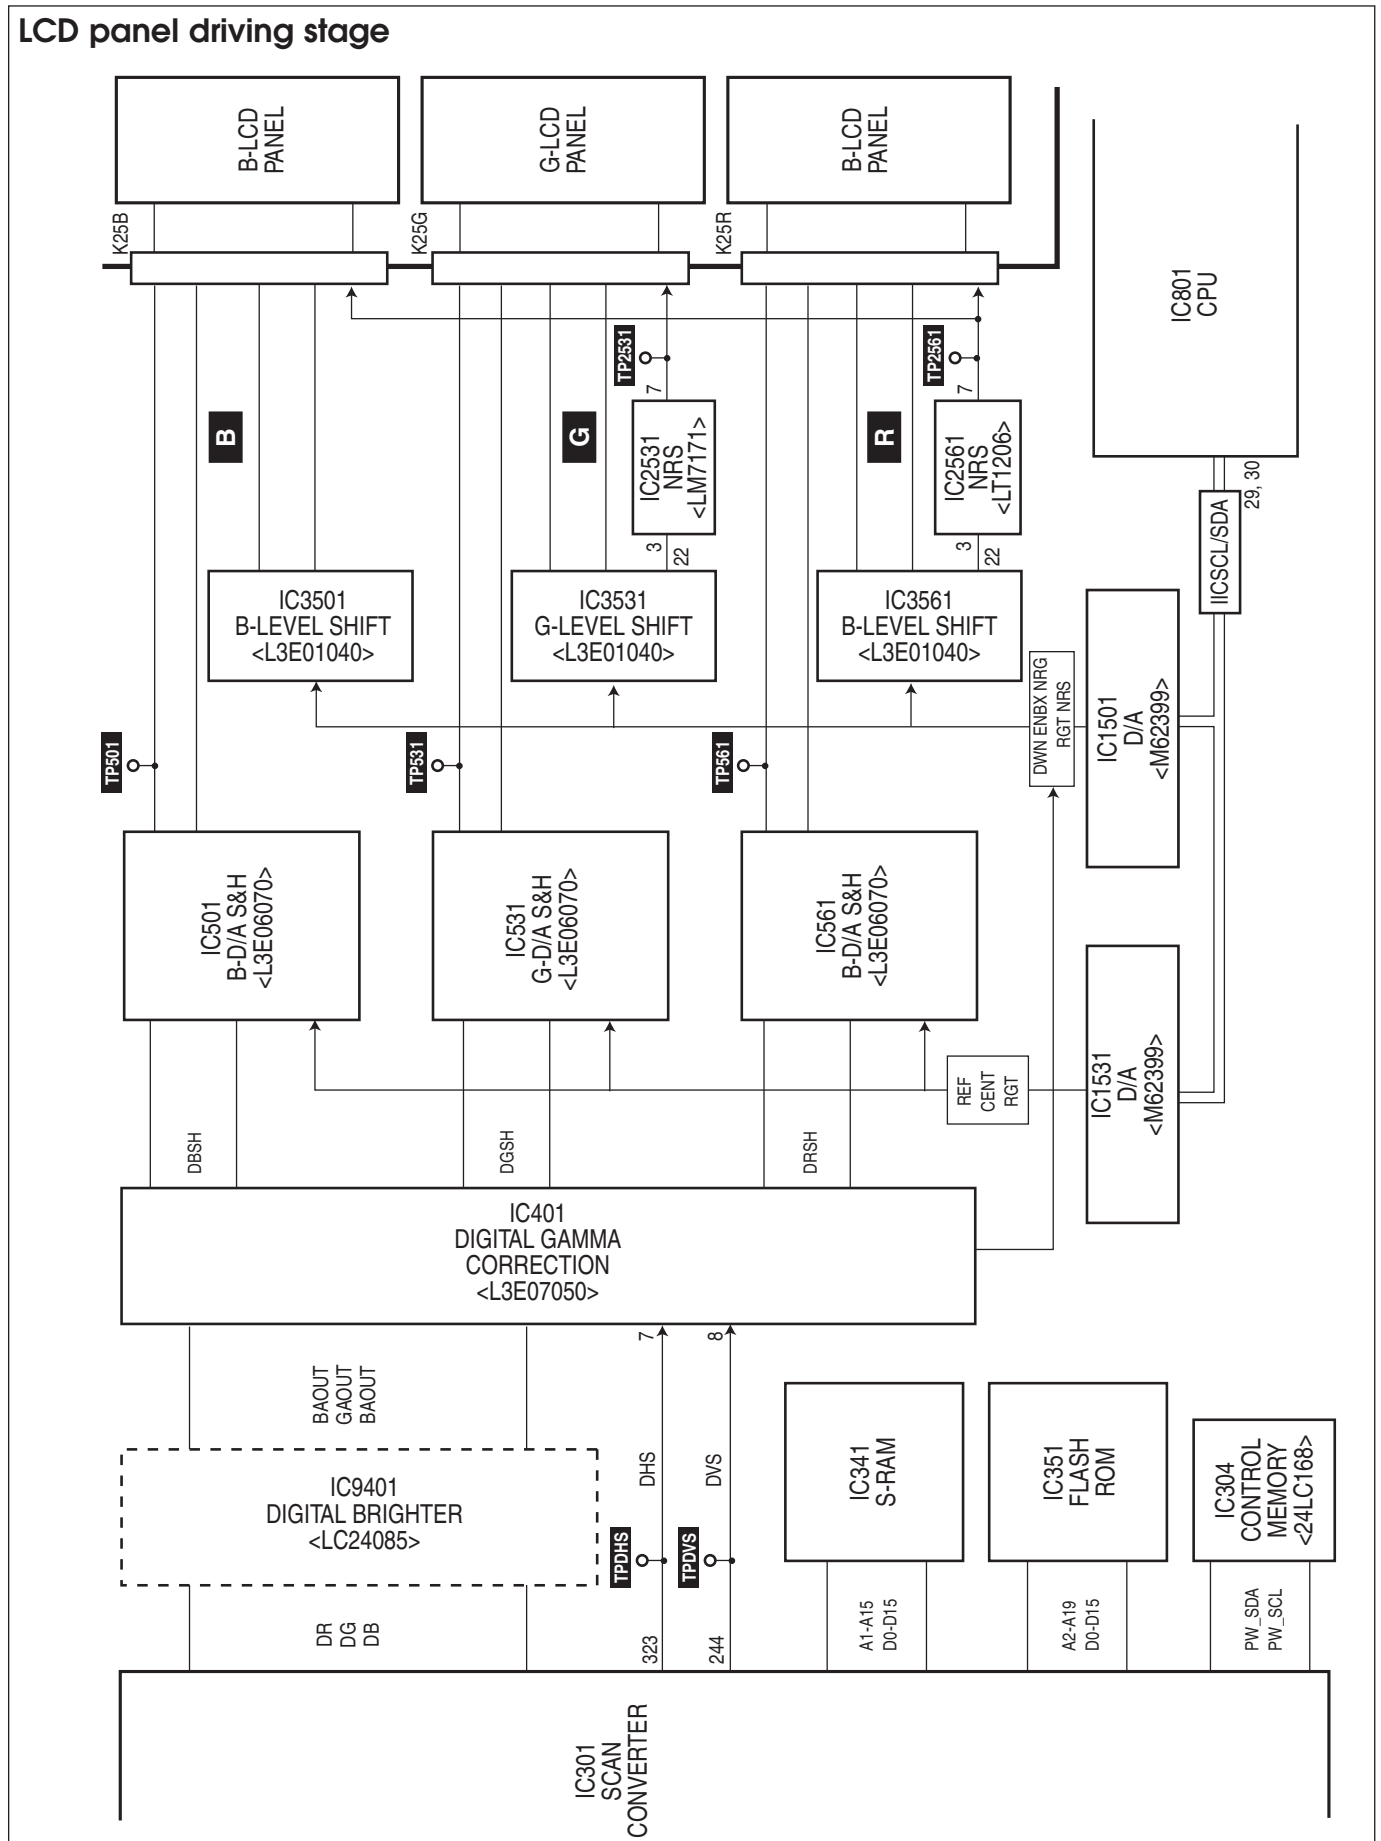 LCD panel driving stage
B-LCD
PANEL
G-LCD
PANEL
B-LCD
PANEL
K25B
K25G
K25R
IC801
CPU
TP2531
TP2561
7
7
B
G
R
IC2531
NRS
<LM7171>
IC2561
NRS
<LT1206>
29, 30
IICSCL/SDA
3
22
3
22
IC3501
B-LEVEL SHIFT
<L3E01040>
IC3531
G-LEVEL SHIFT
<L3E01040>
IC3561
B-LEVEL SHIFT
<L3E01040>
DWN ENBX NRG
RGT NRS
IC1501
D/A
<M62399>
TP501
TP531
TP561
IC501
B-D/A S&H
<L3E06070>
IC531
G-D/A S&H
<L3E06070>
IC561
B-D/A S&H
<L3E06070>
REF
CENT
RGT
IC1531
D/A
<M62399>
DBSH
DGSH
DRSH
IC401
DIGITAL GAMMA
CORRECTION
<L3E07050>
7
8
BAOUT
GAOUT
BAOUT
IC9401
DIGITAL BRIGHTER
<LC24085>
DHS
DVS
TPDHS
TPDVS
IC341
S-RAM
IC351
FLASH
ROM
IC304
CONTROL
MEMORY
<24LC168>
DR
DG
DB
323
244
A1-A15
D0-D15
A2-A19
D0-D15
PW_SDA
PW_SCL
IC301
SCAN
CONVERTER